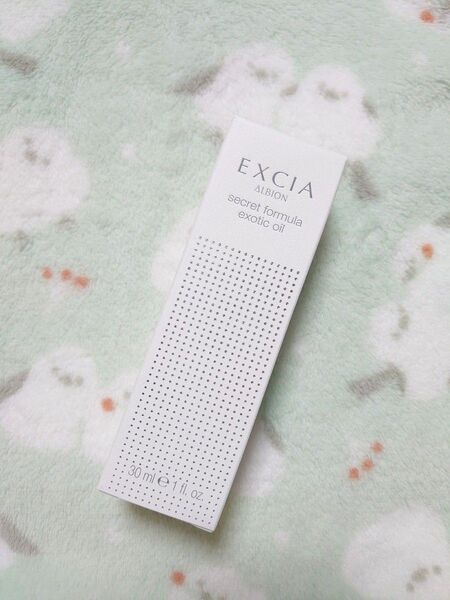 EXCIA
ALBION
secret formula
exotic oil
30 ml ℮ 1 fl. oz.